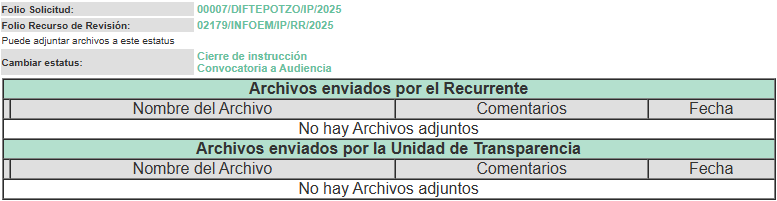 Folio Solicitud: 00007/DIFTEPOTZO/IP/2025
Folio Recurso de Revisión: 02179/INFOEM/IP/RR/2025
Puede adjuntar archivos a este estatus
Cambiar estatus: Cierre de instrucción
Convocatoria a Audiencia
Archivos enviados por el Recurrente
Nombre del Archivo Comentarios Fecha
No hay Archivos adjuntos
Archivos enviados por la Unidad de Transparencia
Nombre del Archivo Comentarios Fecha
No hay Archivos adjuntos